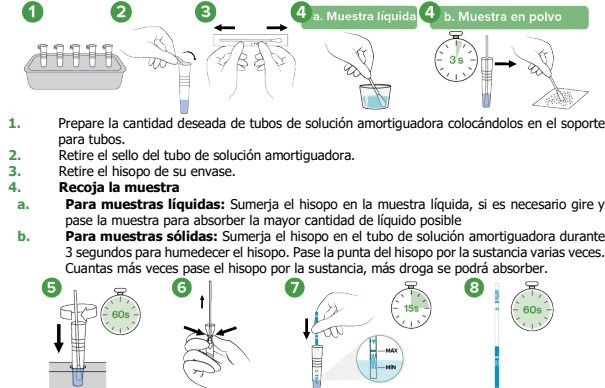 1 2 3 4 a. Muestra líquida 4 b. Muestra en polvo
3s
1. Prepare la cantidad deseada de tubos de solución amortiguadora colocándolos en el soporte
para tubos.
2. Retire el sello del tubo de solución amortiguadora.
3. Retire el hisopo de su envase.
4. Recoja la muestra
a. Para muestras líquidas: Sumerja el hisopo en la muestra líquida, si es necesario gire y
pase la muestra para absorber la mayor cantidad de líquido posible
b. Para muestras sólidas: Sumerja el hisopo en el tubo de solución amortiguadora durante
3 segundos para humedecer el hisopo. Pase la punta del hisopo por la sustancia varias veces.
Cuantas más veces pase el hisopo por la sustancia, más droga se podrá absorber.
5 6 7 8
60s 15s 60s
MAX
MIN